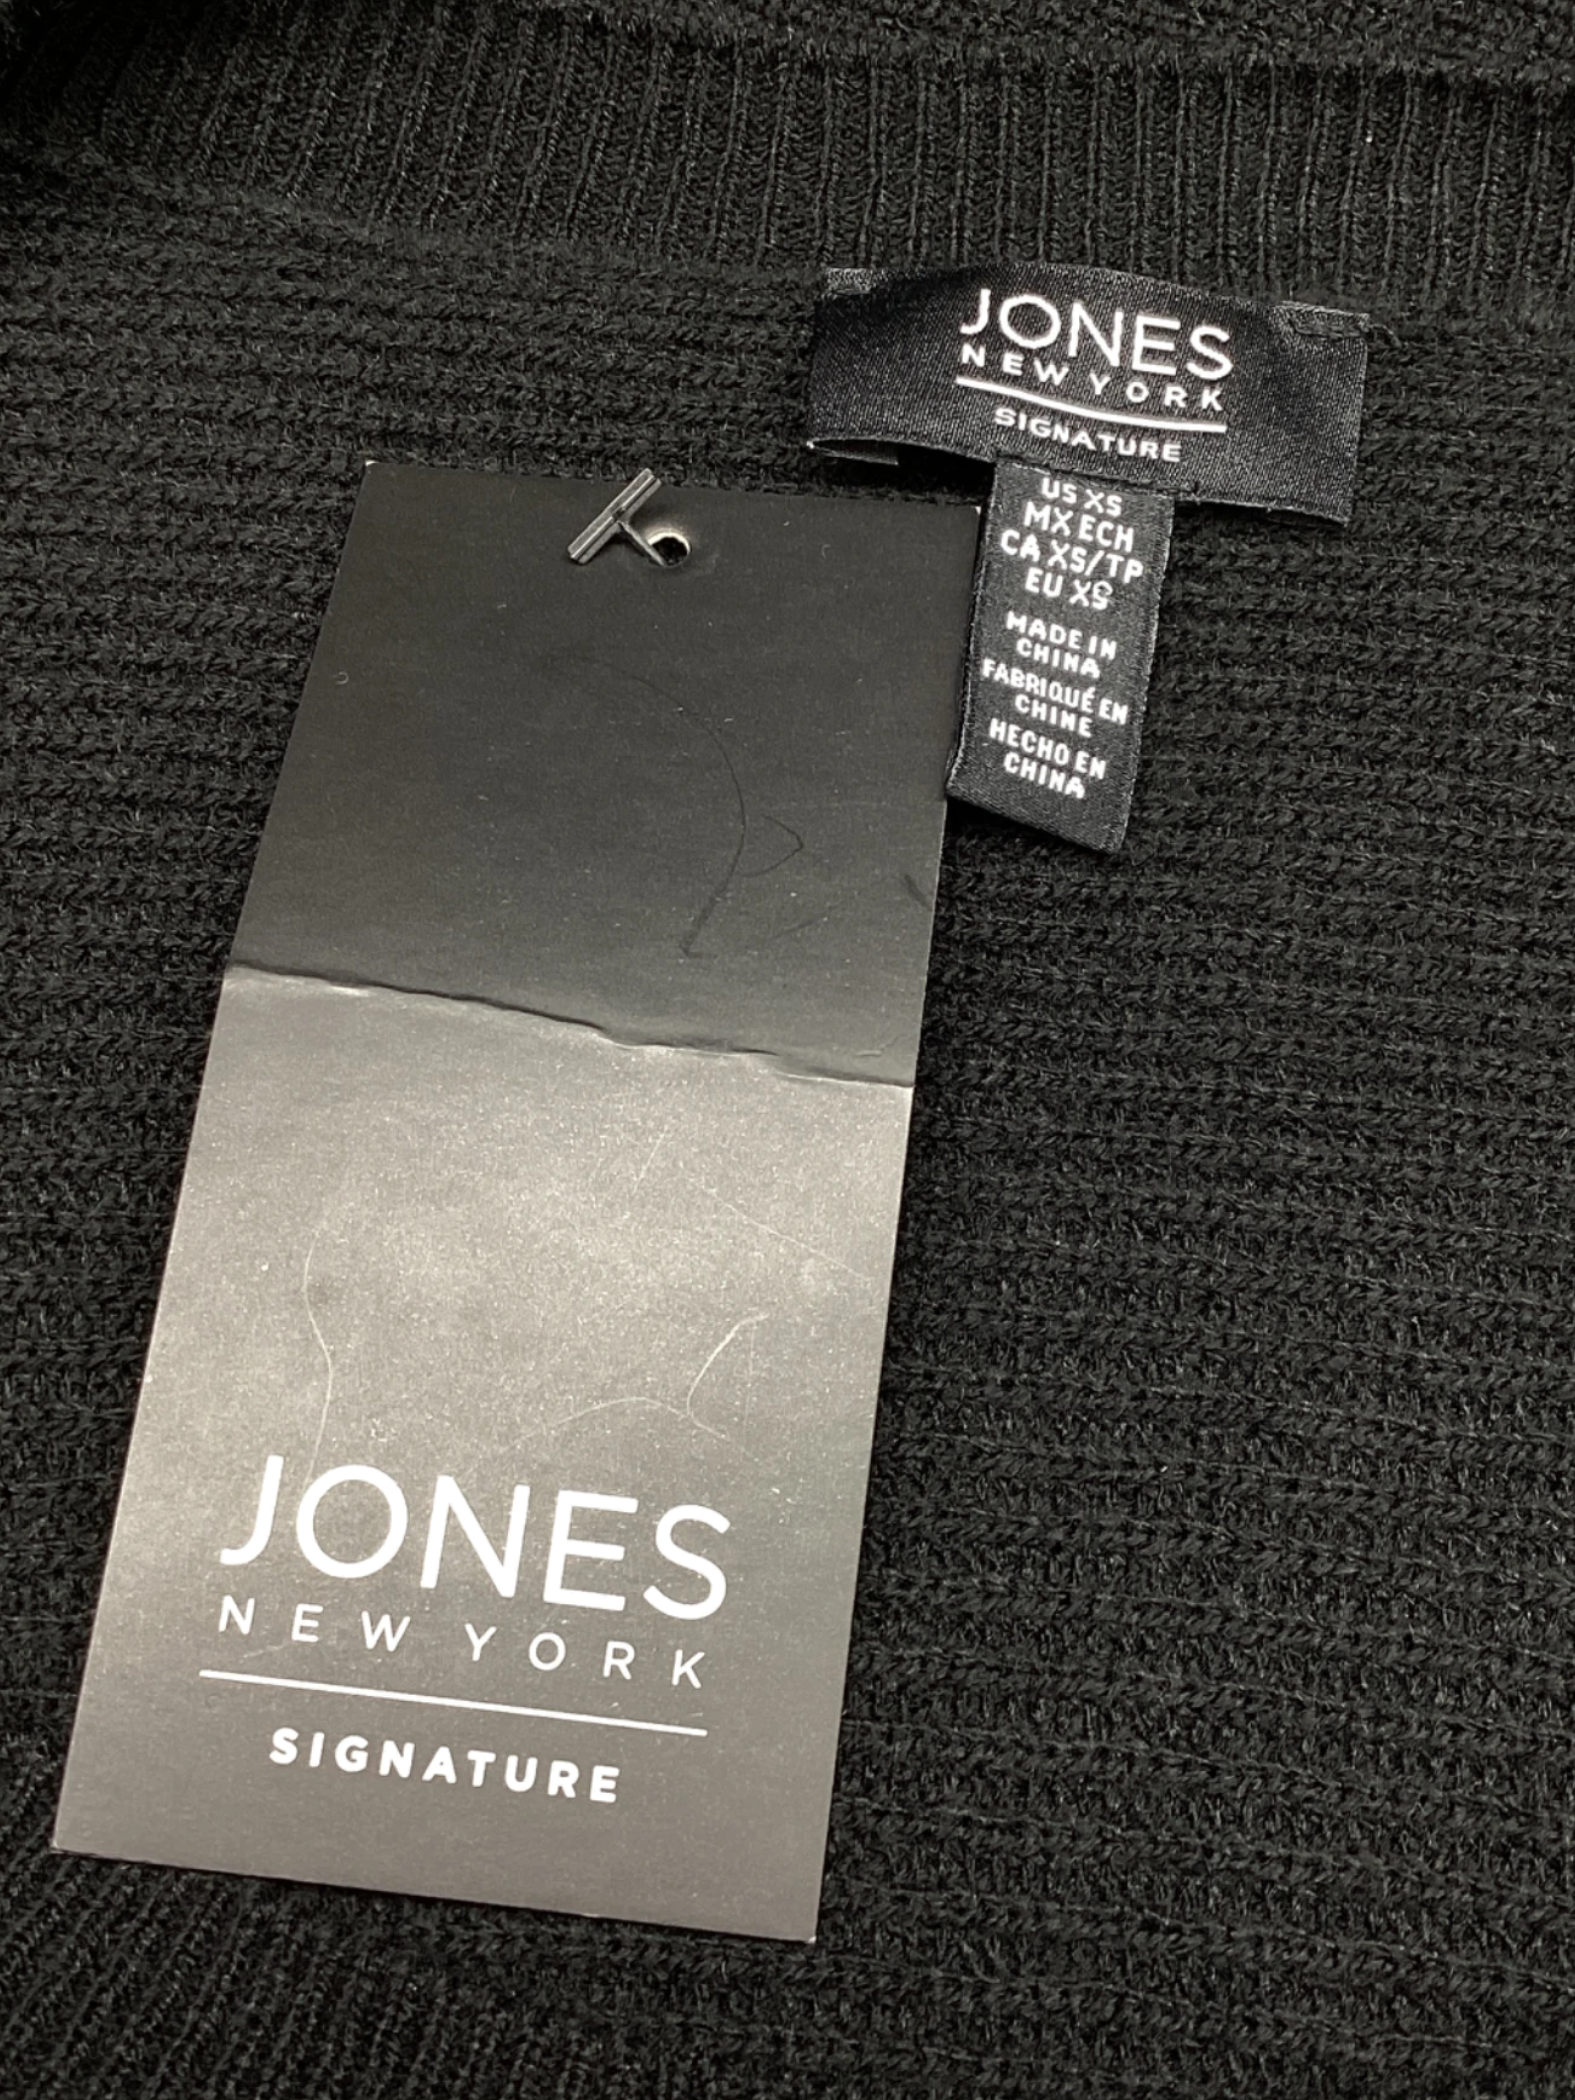 JONES
NEW YORK
SIGNATURE
US XS
MX ECH
CA XS/TP
EU XS
MADE IN
CHINA
FABRIQUÉ EN
CHINE
HECHO EN
CHINA
JONES
NEW YORK
SIGNATURE